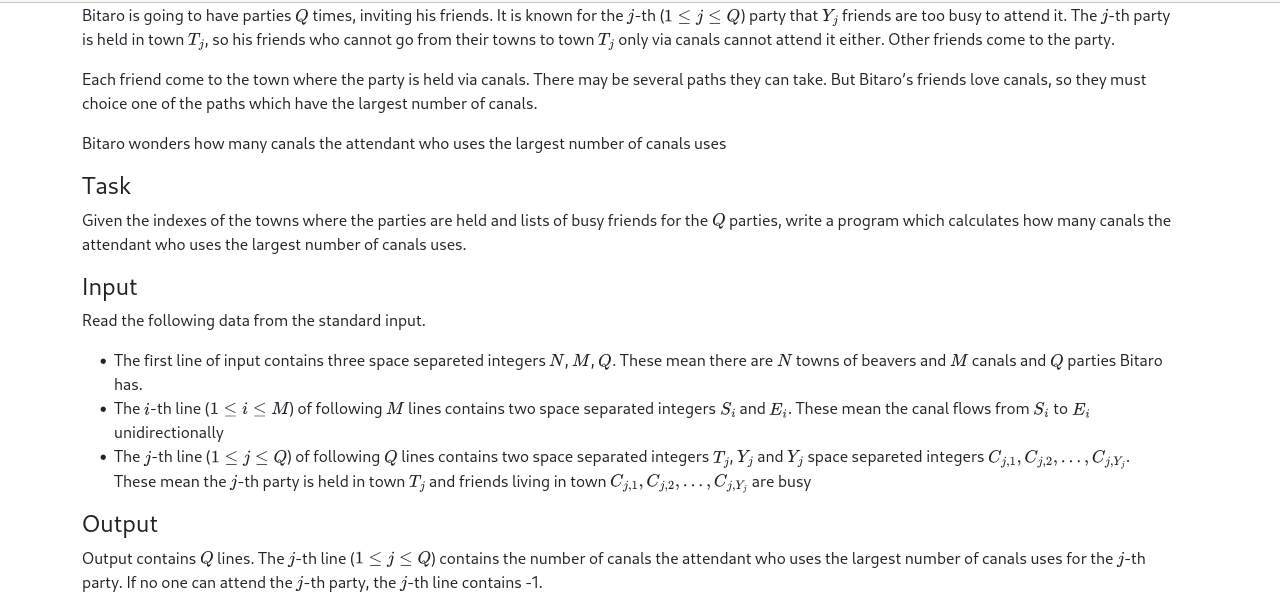 Bitaro is going to have parties Q times, inviting his friends. It is known for the j-th (1 ≤ j ≤ Q) party that Y_j friends are too busy to attend it. The j-th party
is held in town T_j, so his friends who cannot go from their towns to town T_j only via canals cannot attend it either. Other friends come to the party.
Each friend come to the town where the party is held via canals. There may be several paths they can take. But Bitaro's friends love canals, so they must
choice one of the paths which have the largest number of canals.
Bitaro wonders how many canals the attendant who uses the largest number of canals uses
Task
Given the indexes of the towns where the parties are held and lists of busy friends for the Q parties, write a program which calculates how many canals the
attendant who uses the largest number of canals uses.
Input
Read the following data from the standard input.
• The first line of input contains three space separeted integers N, M, Q. These mean there are N towns of beavers and M canals and Q parties Bitaro
has.
• The i-th line (1 ≤ i ≤ M) of following M lines contains two space separated integers S_i and E_i. These mean the canal flows from S_i to E_i
unidirectionally
• The j-th line (1 ≤ j ≤ Q) of following Q lines contains two space separated integers T_j, Y_j and Y_j space separeted integers C_{j,1}, C_{j,2}, . . . , C_{j,Y_j}.
These mean the j-th party is held in town T_j and friends living in town C_{j,1}, C_{j,2}, . . . , C_{j,Y_j} are busy
Output
Output contains Q lines. The j-th line (1 ≤ j ≤ Q) contains the number of canals the attendant who uses the largest number of canals uses for the j-th
party. If no one can attend the j-th party, the j-th line contains -1.